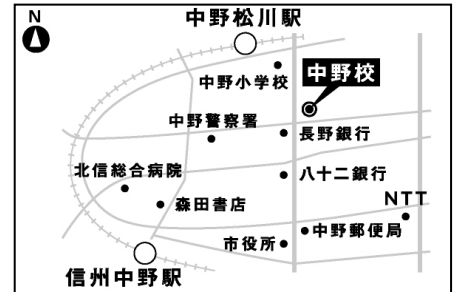 N
中野松川駅
中野小学校
中野校
中野警察署
長野銀行
北信総合病院
八十二銀行
森田書店
NTT
中野郵便局
市役所
信州中野駅